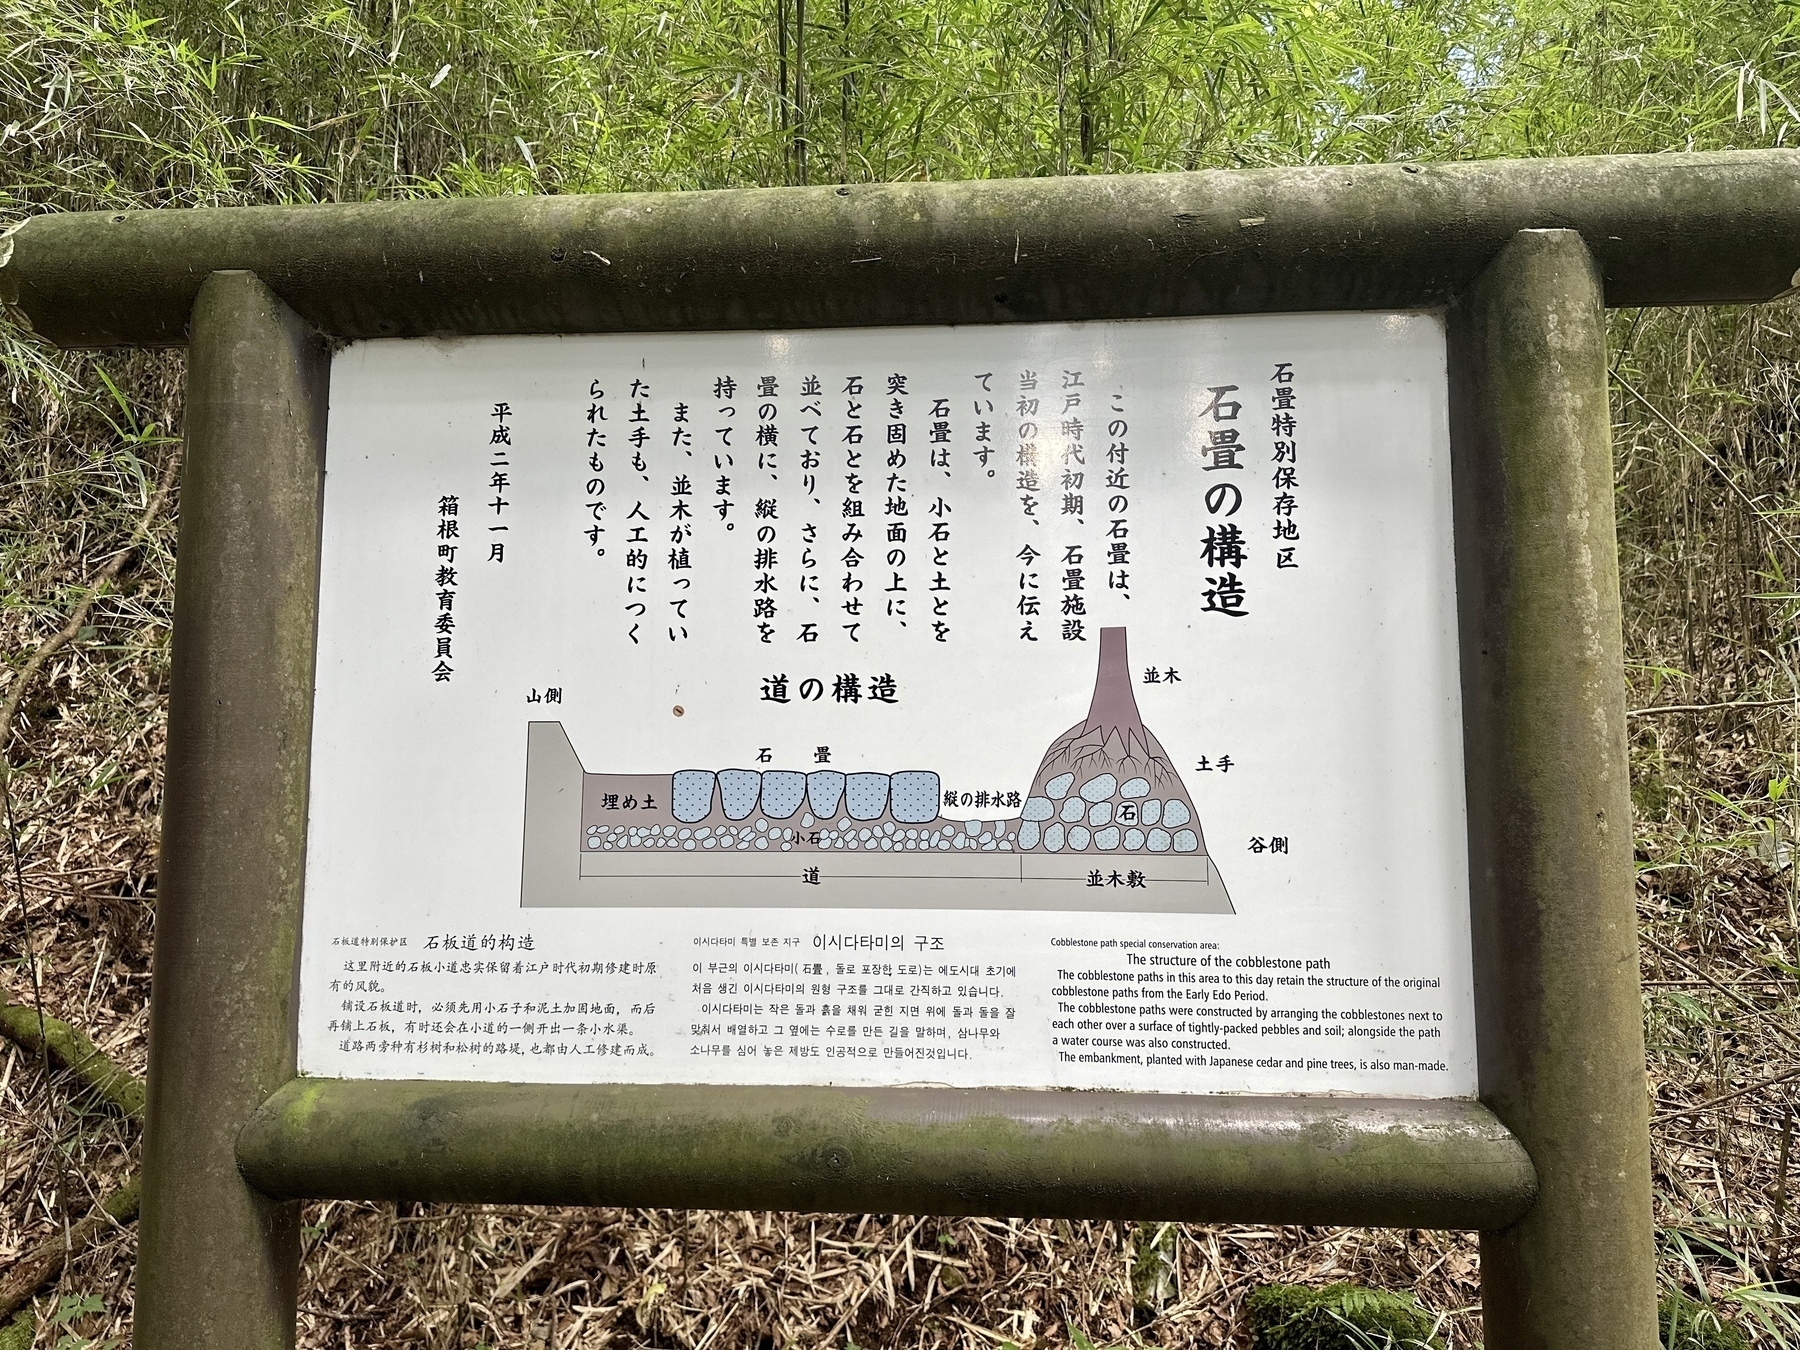 石畳特別保存地区
石畳の構造
この付近の石畳は、
江戸時代初期、石畳施設
当初の構造を、今に伝え
ています。
石畳は、小石と土とを
突き固めた地面の上に、
石と石とを組み合わせて
並べており、さらに、石
畳の横に、縦の排水路を
持っています。
また、並木が植ってい
た土手も、人工的につく
られたものです。
平成二年十一月
箱根町教育委員会
道の構造
山側
並木
石畳
土手
埋め土
縦の排水路
石
小石
谷側
道
並木敷
石板道特别保护区 石板道的构造
这里附近的石板小道忠实保留着江户时代初期修建时原
有的风貌。
铺设石板道时，必须先用小石子和泥土加固地面，而后
再铺上石板，有时还会在小道的一侧开出一条小水渠。
道路两旁种有杉树和松树的路堤，也都由人工修建而成。
이시다타미 특별 보존 지구 이시다타미의 구조
이 부근의 이시다타미(石畳, 돌로 포장한 도로)는 에도시대 초기에
처음 생긴 이시다타미의 원형 구조를 그대로 간직하고 있습니다.
이시다타미는 작은 돌과 흙을 채워 굳힌 지면 위에 돌과 돌을 잘
맞춰서 배열하고 그 옆에는 수로를 만든 길을 말하며, 삼나무와
소나무를 심어 놓은 제방도 인공적으로 만들어진것입니다.
Cobblestone path special conservation area:
The structure of the cobblestone path
The cobblestone paths in this area to this day retain the structure of the original
cobblestone paths from the Early Edo Period.
The cobblestone paths were constructed by arranging the cobblestones next to
each other over a surface of tightly-packed pebbles and soil; alongside the path
a water course was also constructed.
The embankment, planted with Japanese cedar and pine trees, is also man-made.